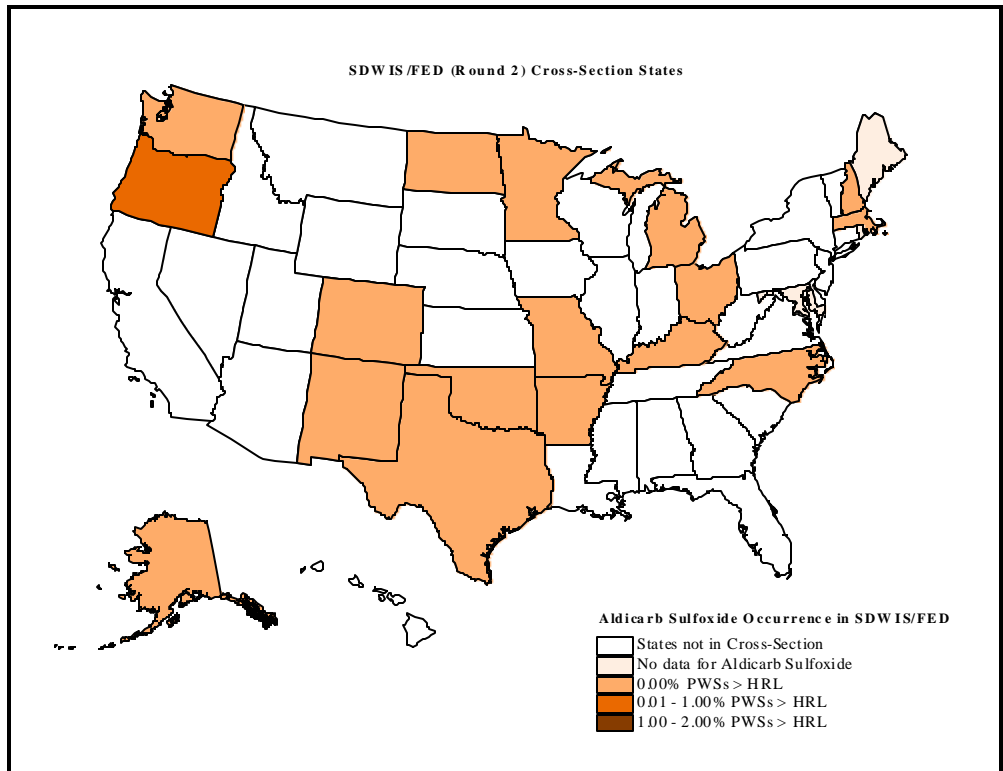 SDWIS/FED (Round 2) Cross-Section States
Aldicarb Sulfoxide Occurrence in SDWIS/FED
States not in Cross-Section
No data for Aldicarb Sulfoxide
0.00% PWSs > HRL
0.01 - 1.00% PWSs > HRL
1.00 - 2.00% PWSs > HRL